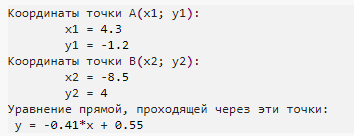 Координаты точки A(x1; y1):
x1 = 4.3
y1 = -1.2
Координаты точки B(x2; y2):
x2 = -8.5
y2 = 4
Уравнение прямой, проходящей через эти точки:
y = -0.41*x + 0.55